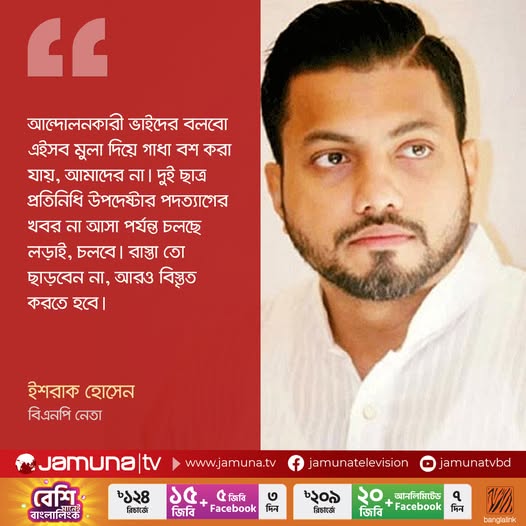 আন্দোলনকারী ভাইদের বলবো
এইসব মুলা দিয়ে গাধা বশ করা
যায়, আমাদের না। দুই ছাত্র
প্রতিনিধি উপদেষ্টার পদত্যাগের
খবর না আসা পর্যন্ত চলছে
লড়াই, চলবে। রাস্তা তো
ছাড়বেন না, আরও বিস্তৃত
করতে হবে।
ইশরাক হোসেন
বিএনপি নেতা
Jamuna|tv www.jamuna.tv jamunatelevision jamunatvbd
বেশি মানেই বাংলালিংক
৳১২৪ রিচার্জে ১৫ জিবি + ৫ জিবি Facebook ৩ দিন
৳২০৯ রিচার্জে ২০ জিবি + আনলিমিটেড Facebook ৭ দিন
banglalink